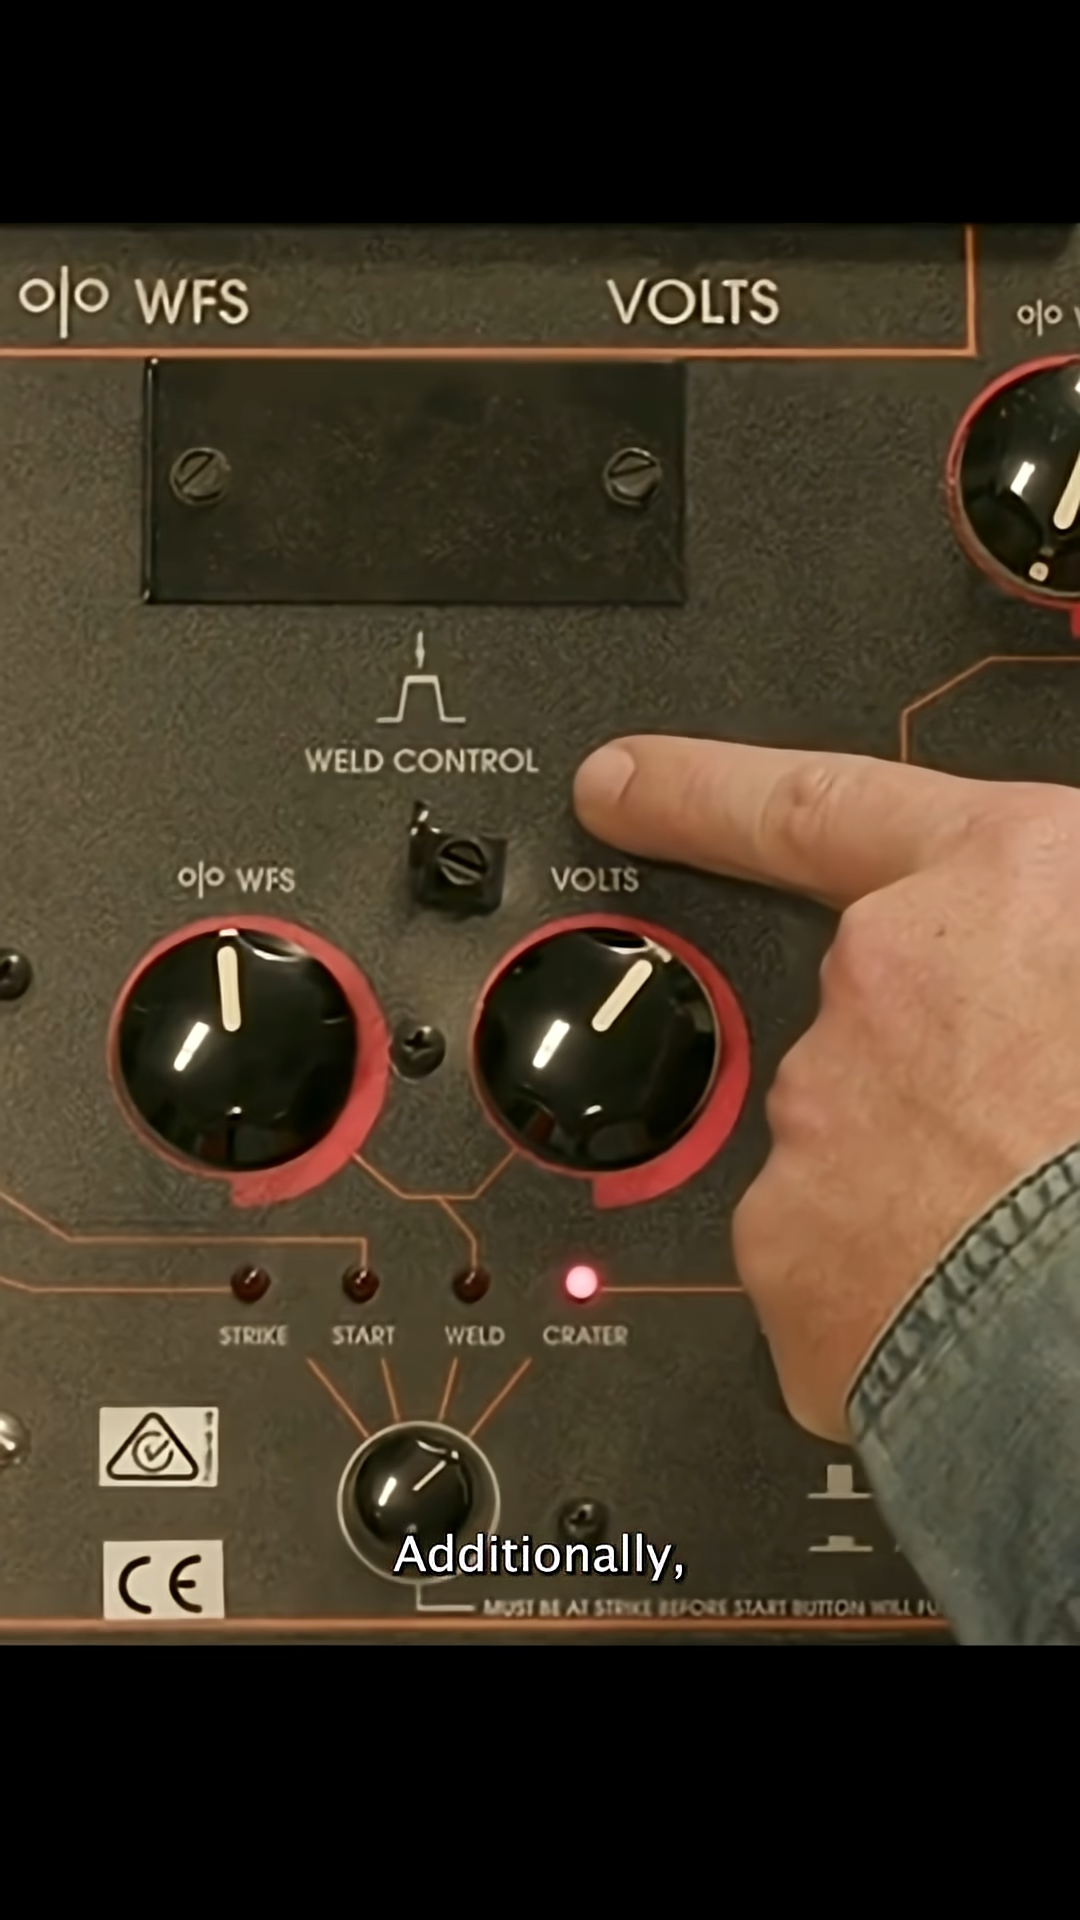 WFS VOLTS
WELD CONTROL
WFS VOLTS
STRIKE START WELD CRATER
CE
Additionally,
MUST BE AT STRIKE BEFORE START BUTTON WILL FU